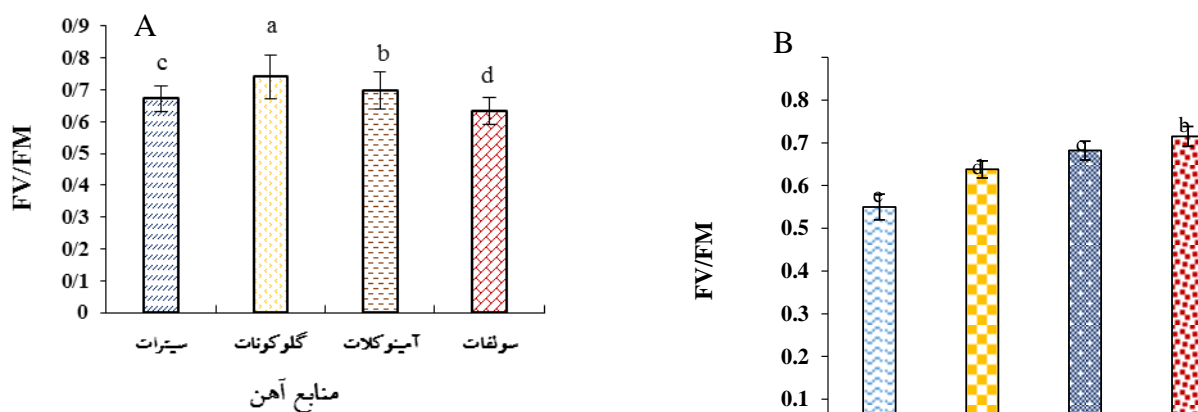 A
0/9
0/8
0/7
0/6
0/5
0/4
0/3
0/2
0/1
0
FV/FM
c
a
b
d
سیترات
گلوکونات
آمینوکلات
سولفات
منابع آهن
B
0.8
0.7
0.6
0.5
0.4
0.3
0.2
0.1
FV/FM
e
d
c
b